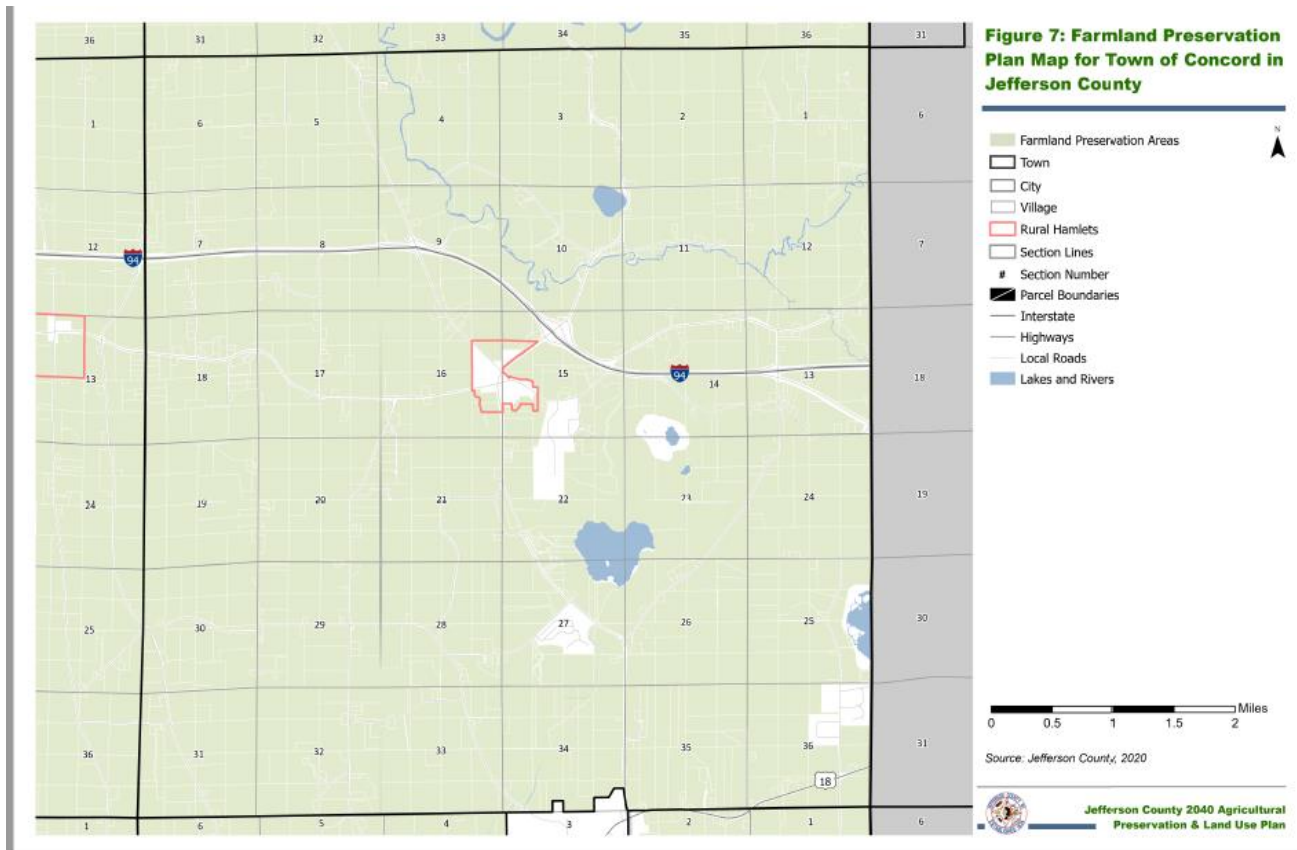 36 31 32 33 34 35 36 31
1 6 5 4 3 2 1 6
12 94 7 8 9 10 11 12 7
13 18 17 16 15 94 14 13 18
24 19 20 21 22 23 24 19
25 30 29 28 27 26 25 30
36 31 32 33 34 35 36 31
18
1 6 5 4 3 2 1 6
Figure 7: Farmland Preservation
Plan Map for Town of Concord in
Jefferson County
N
Farmland Preservation Areas
Town
City
Village
Rural Hamlets
Section Lines
# Section Number
Parcel Boundaries
Interstate
Highways
Local Roads
Lakes and Rivers
Miles
0 0.5 1 1.5 2
Source: Jefferson County, 2020
Jefferson County 2040 Agricultural
Preservation & Land Use Plan